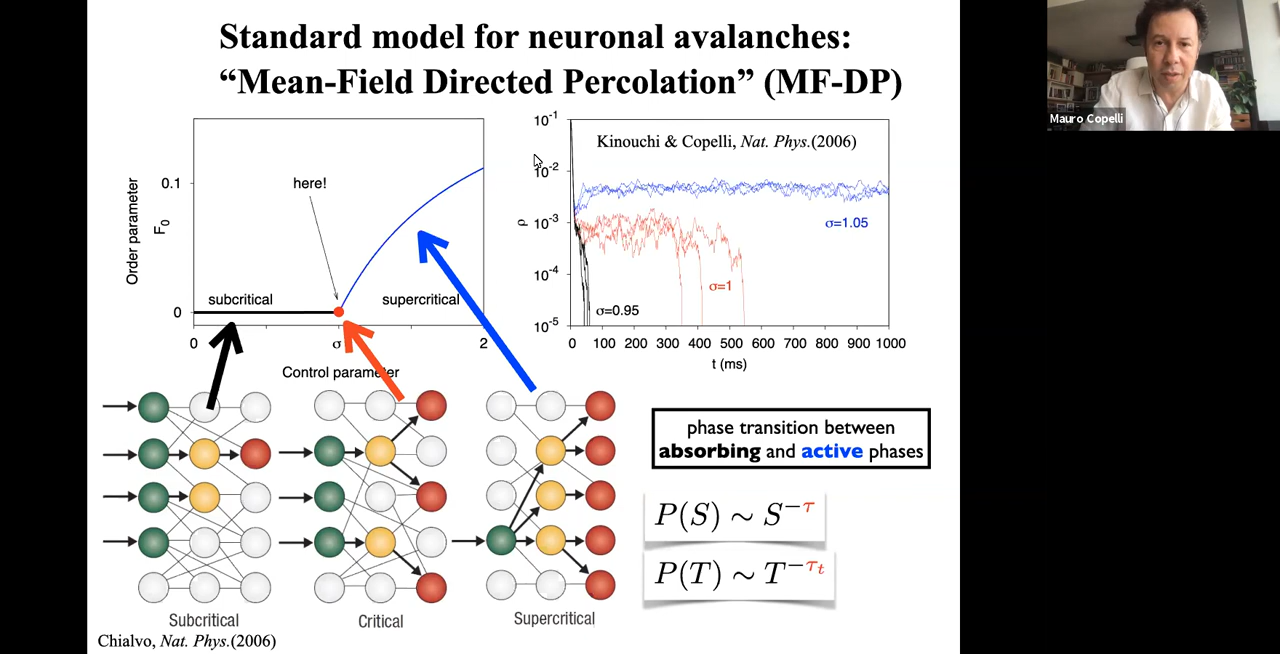 Standard model for neuronal avalanches:
“Mean-Field Directed Percolation” (MF-DP)
Mauro Copelli
Order parameter
F₀
0.1
0
here!
subcritical
supercritical
0
σ
2
Control parameter
10⁻¹
10⁻²
10⁻³
10⁻⁴
10⁻⁵
ρ
Kinouchi & Copelli, Nat. Phys.(2006)
σ=1.05
σ=1
σ=0.95
0 100 200 300 400 500 600 700 800 900 1000
t (ms)
phase transition between
absorbing and active phases
P(S) ∼ S^{−τ}
P(T) ∼ T^{−τ_t}
Subcritical
Critical
Supercritical
Chialvo, Nat. Phys.(2006)